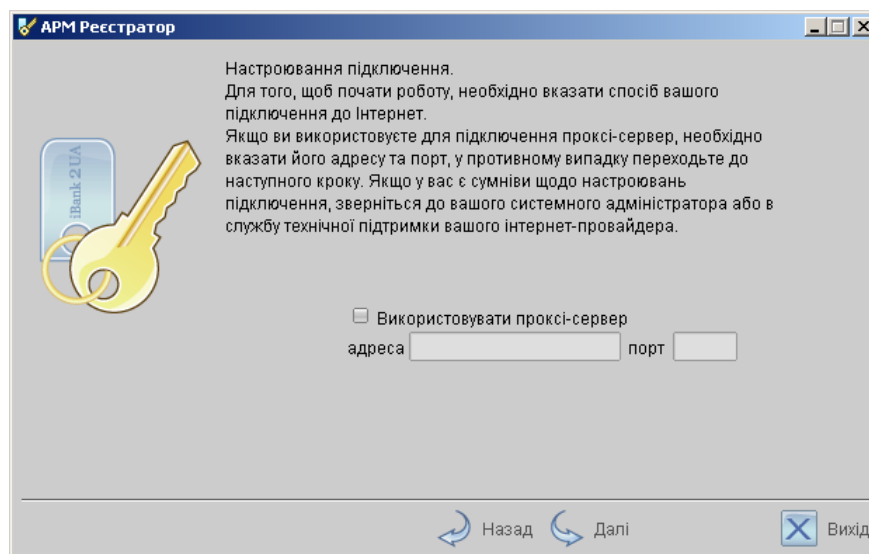 АРМ Реєстратор
Настроювання підключення.
Для того, щоб почати роботу, необхідно вказати спосіб вашого
підключення до Інтернет.
Якщо ви використовуєте для підключення проксі-сервер, необхідно
вказати його адресу та порт, у противному випадку переходьте до
наступного кроку. Якщо у вас є сумніви щодо настроювань
підключення, зверніться до вашого системного адміністратора або в
службу технічної підтримки вашого інтернет-провайдера.
iBank 2 UA
Використовувати проксі-сервер
адреса порт
Назад Далі Вихід